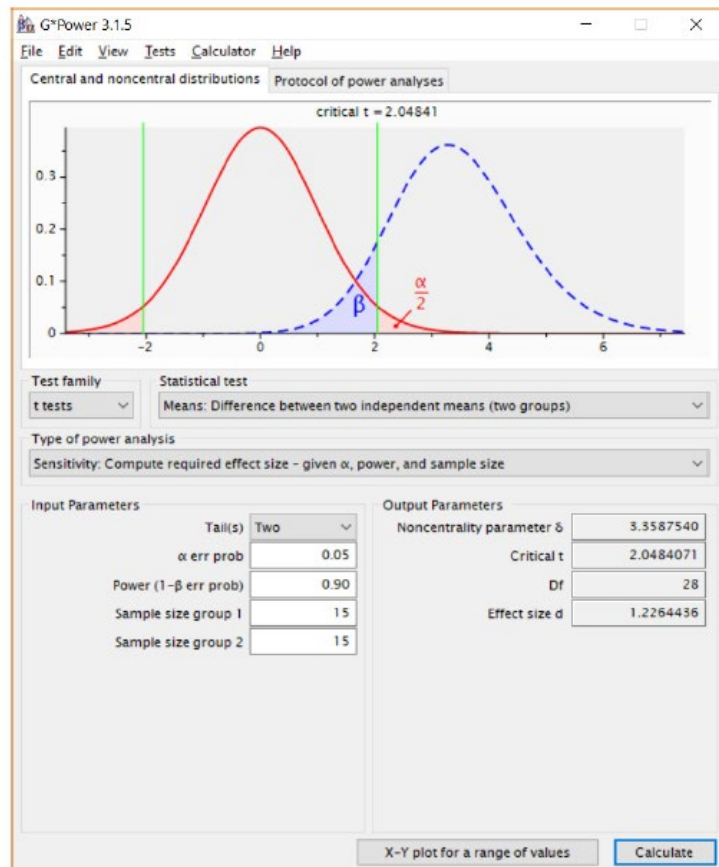 G*Power 3.1.5
File Edit View Tests Calculator Help
Central and noncentral distributions Protocol of power analyses
critical t = 2.04841
0.3
0.2
0.1
0
β
α
2
-2 0 2 4 6
Test family
t tests
Statistical test
Means: Difference between two independent means (two groups)
Type of power analysis
Sensitivity: Compute required effect size - given α, power, and sample size
Input Parameters
Tail(s) Two
α err prob 0.05
Power (1-β err prob) 0.90
Sample size group 1 15
Sample size group 2 15
Output Parameters
Noncentrality parameter δ 3.3587540
Critical t 2.0484071
Df 28
Effect size d 1.2264436
X-Y plot for a range of values Calculate